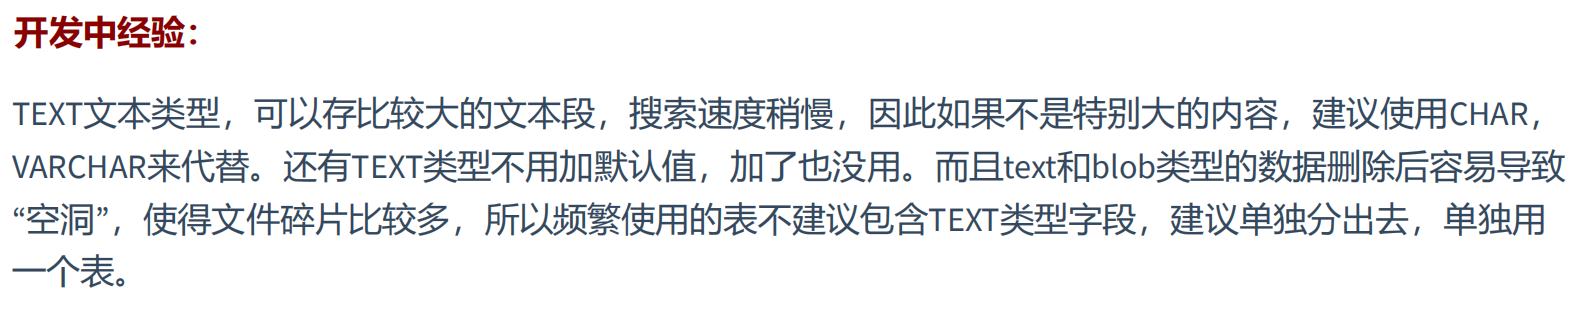 开发中经验：
TEXT文本类型，可以存比较大的文本段，搜索速度稍慢，因此如果不是特别大的内容，建议使用CHAR，
VARCHAR来代替。还有TEXT类型不用加默认值，加了也没用。而且text和blob类型的数据删除后容易导致
“空洞”，使得文件碎片比较多，所以频繁使用的表不建议包含TEXT类型字段，建议单独分出去，单独用
一个表。